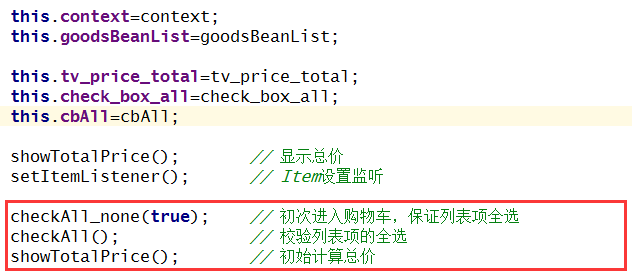 this.context=context;
this.goodsBeanList=goodsBeanList;
this.tv_price_total=tv_price_total;
this.check_box_all=check_box_all;
this.cbAll=cbAll;
showTotalPrice(); // 显示总价
setItemListener(); // Item设置监听
checkAll_none(true); // 初次进入购物车，保证列表项全选
checkAll(); // 校验列表项的全选
showTotalPrice(); // 初始计算总价